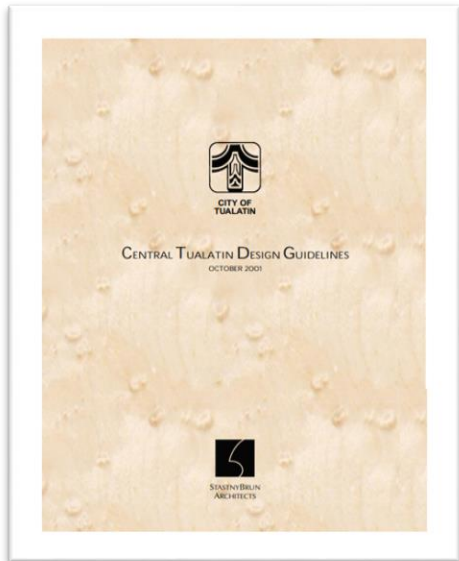 CITY OF
TUALATIN
CENTRAL TUALATIN DESIGN GUIDELINES
OCTOBER 2001
STASTNYBRUN
ARCHITECTS